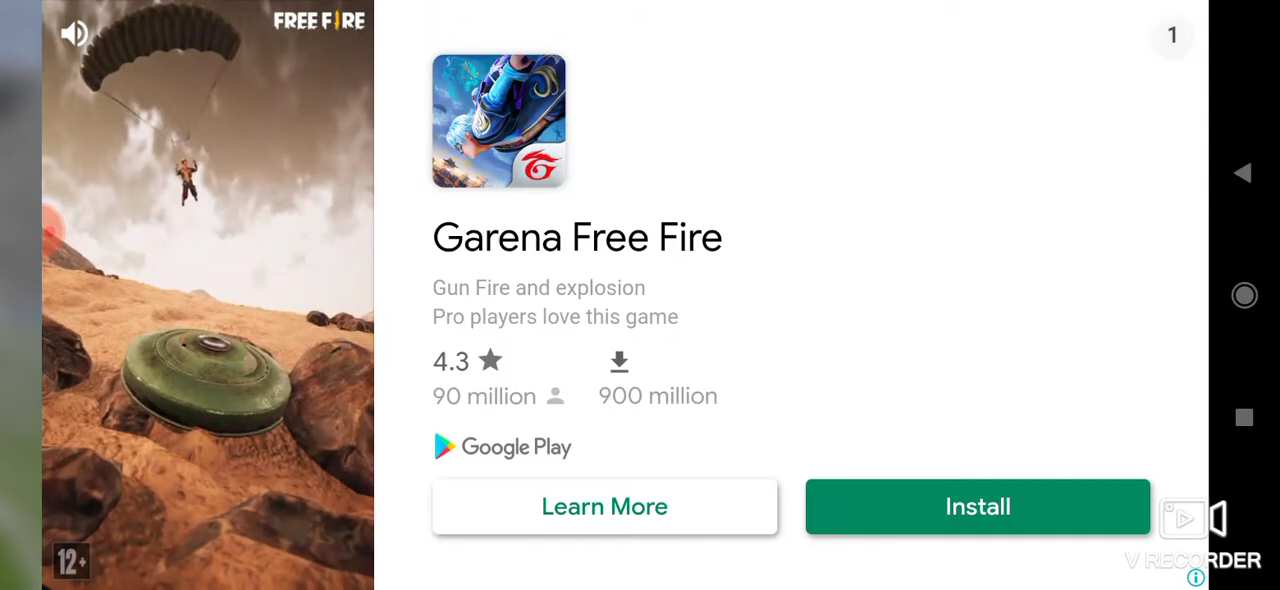 FREE FIRE
1
Garena Free Fire
Gun Fire and explosion
Pro players love this game
4.3
90 million
900 million
Google Play
Learn More
Install
12+
V RECORDER